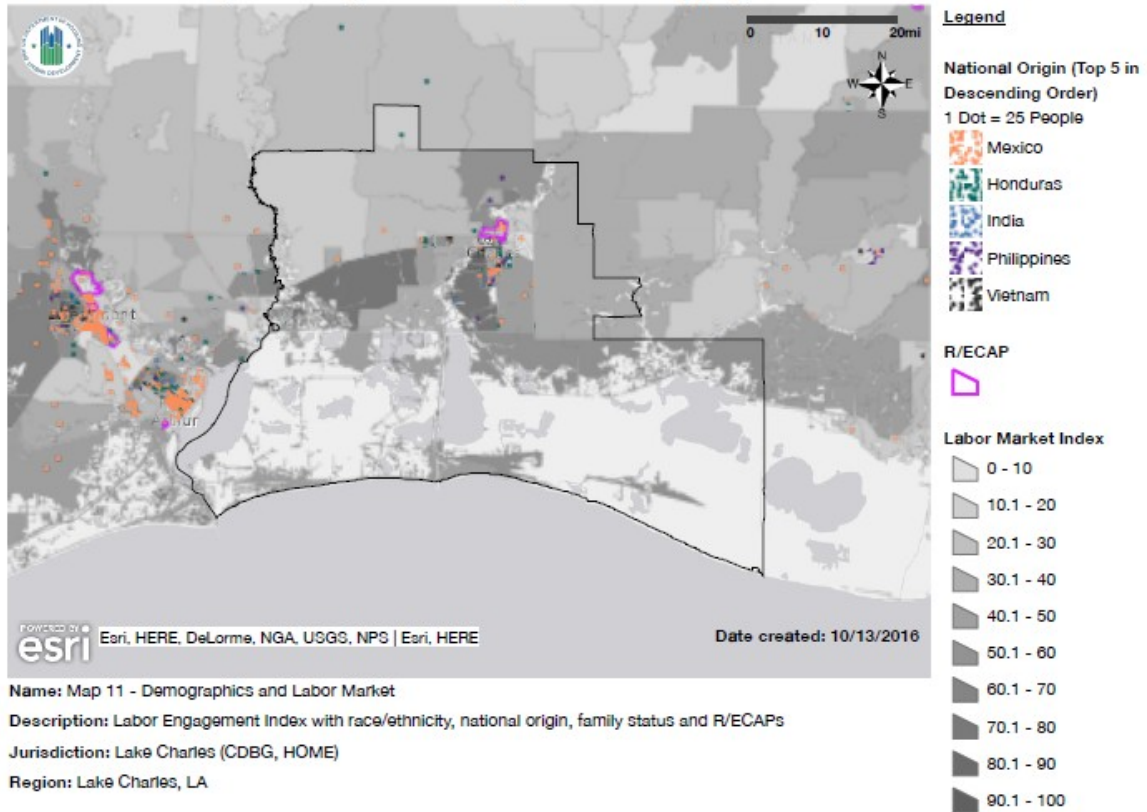 0 10 20mi
N
W E
S
Legend
National Origin (Top 5 in
Descending Order)
1 Dot = 25 People
Mexico
Honduras
India
Philippines
Vietnam
R/ECAP
Labor Market Index
0 - 10
10.1 - 20
20.1 - 30
30.1 - 40
40.1 - 50
50.1 - 60
60.1 - 70
70.1 - 80
80.1 - 90
90.1 - 100
POWERED BY
esri
Esri, HERE, DeLorme, NGA, USGS, NPS | Esri, HERE
Date created: 10/13/2016
Name: Map 11 - Demographics and Labor Market
Description: Labor Engagement Index with race/ethnicity, national origin, family status and R/ECAPs
Jurisdiction: Lake Charles (CDBG, HOME)
Region: Lake Charles, LA